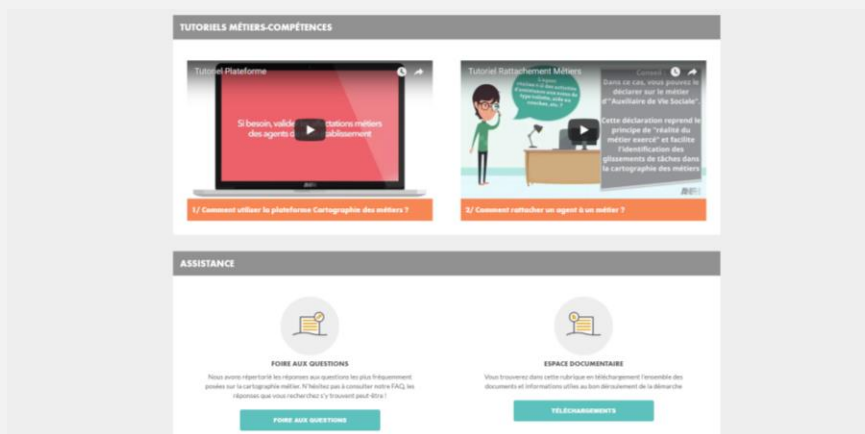 TUTORIELS MÉTIERS-COMPÉTENCES
Tutoriel Plateforme
Si besoin, valide
tations métiers
des agents d
ablissement
1/ Comment utiliser la plateforme Cartographie des métiers ?
Tutoriel Rattachement Métiers
L'agent
etc. ?
Conseil :
Dans ce cas, vous pouvez le
déclarer sur le métier
d'"Auxiliaire de Vie Sociale".
Cette déclaration reprend le
principe de "réalité du
métier exercé" et facilite
l'identification des
glissements de tâches dans
la cartographie des métiers
2/ Comment rattacher un agent à un métier ?
ASSISTANCE
FOIRE AUX QUESTIONS
Nous avons répertorié les réponses aux questions les plus fréquemment
posées sur la cartographie métier. N'hésitez pas à consulter notre FAQ, les
réponses que vous recherchez s'y trouvent peut-être !
FOIRE AUX QUESTIONS
ESPACE DOCUMENTAIRE
Vous trouverez dans cette rubrique en téléchargement l'ensemble des
documents et informations utiles au bon déroulement de la démarche
TÉLÉCHARGEMENTS